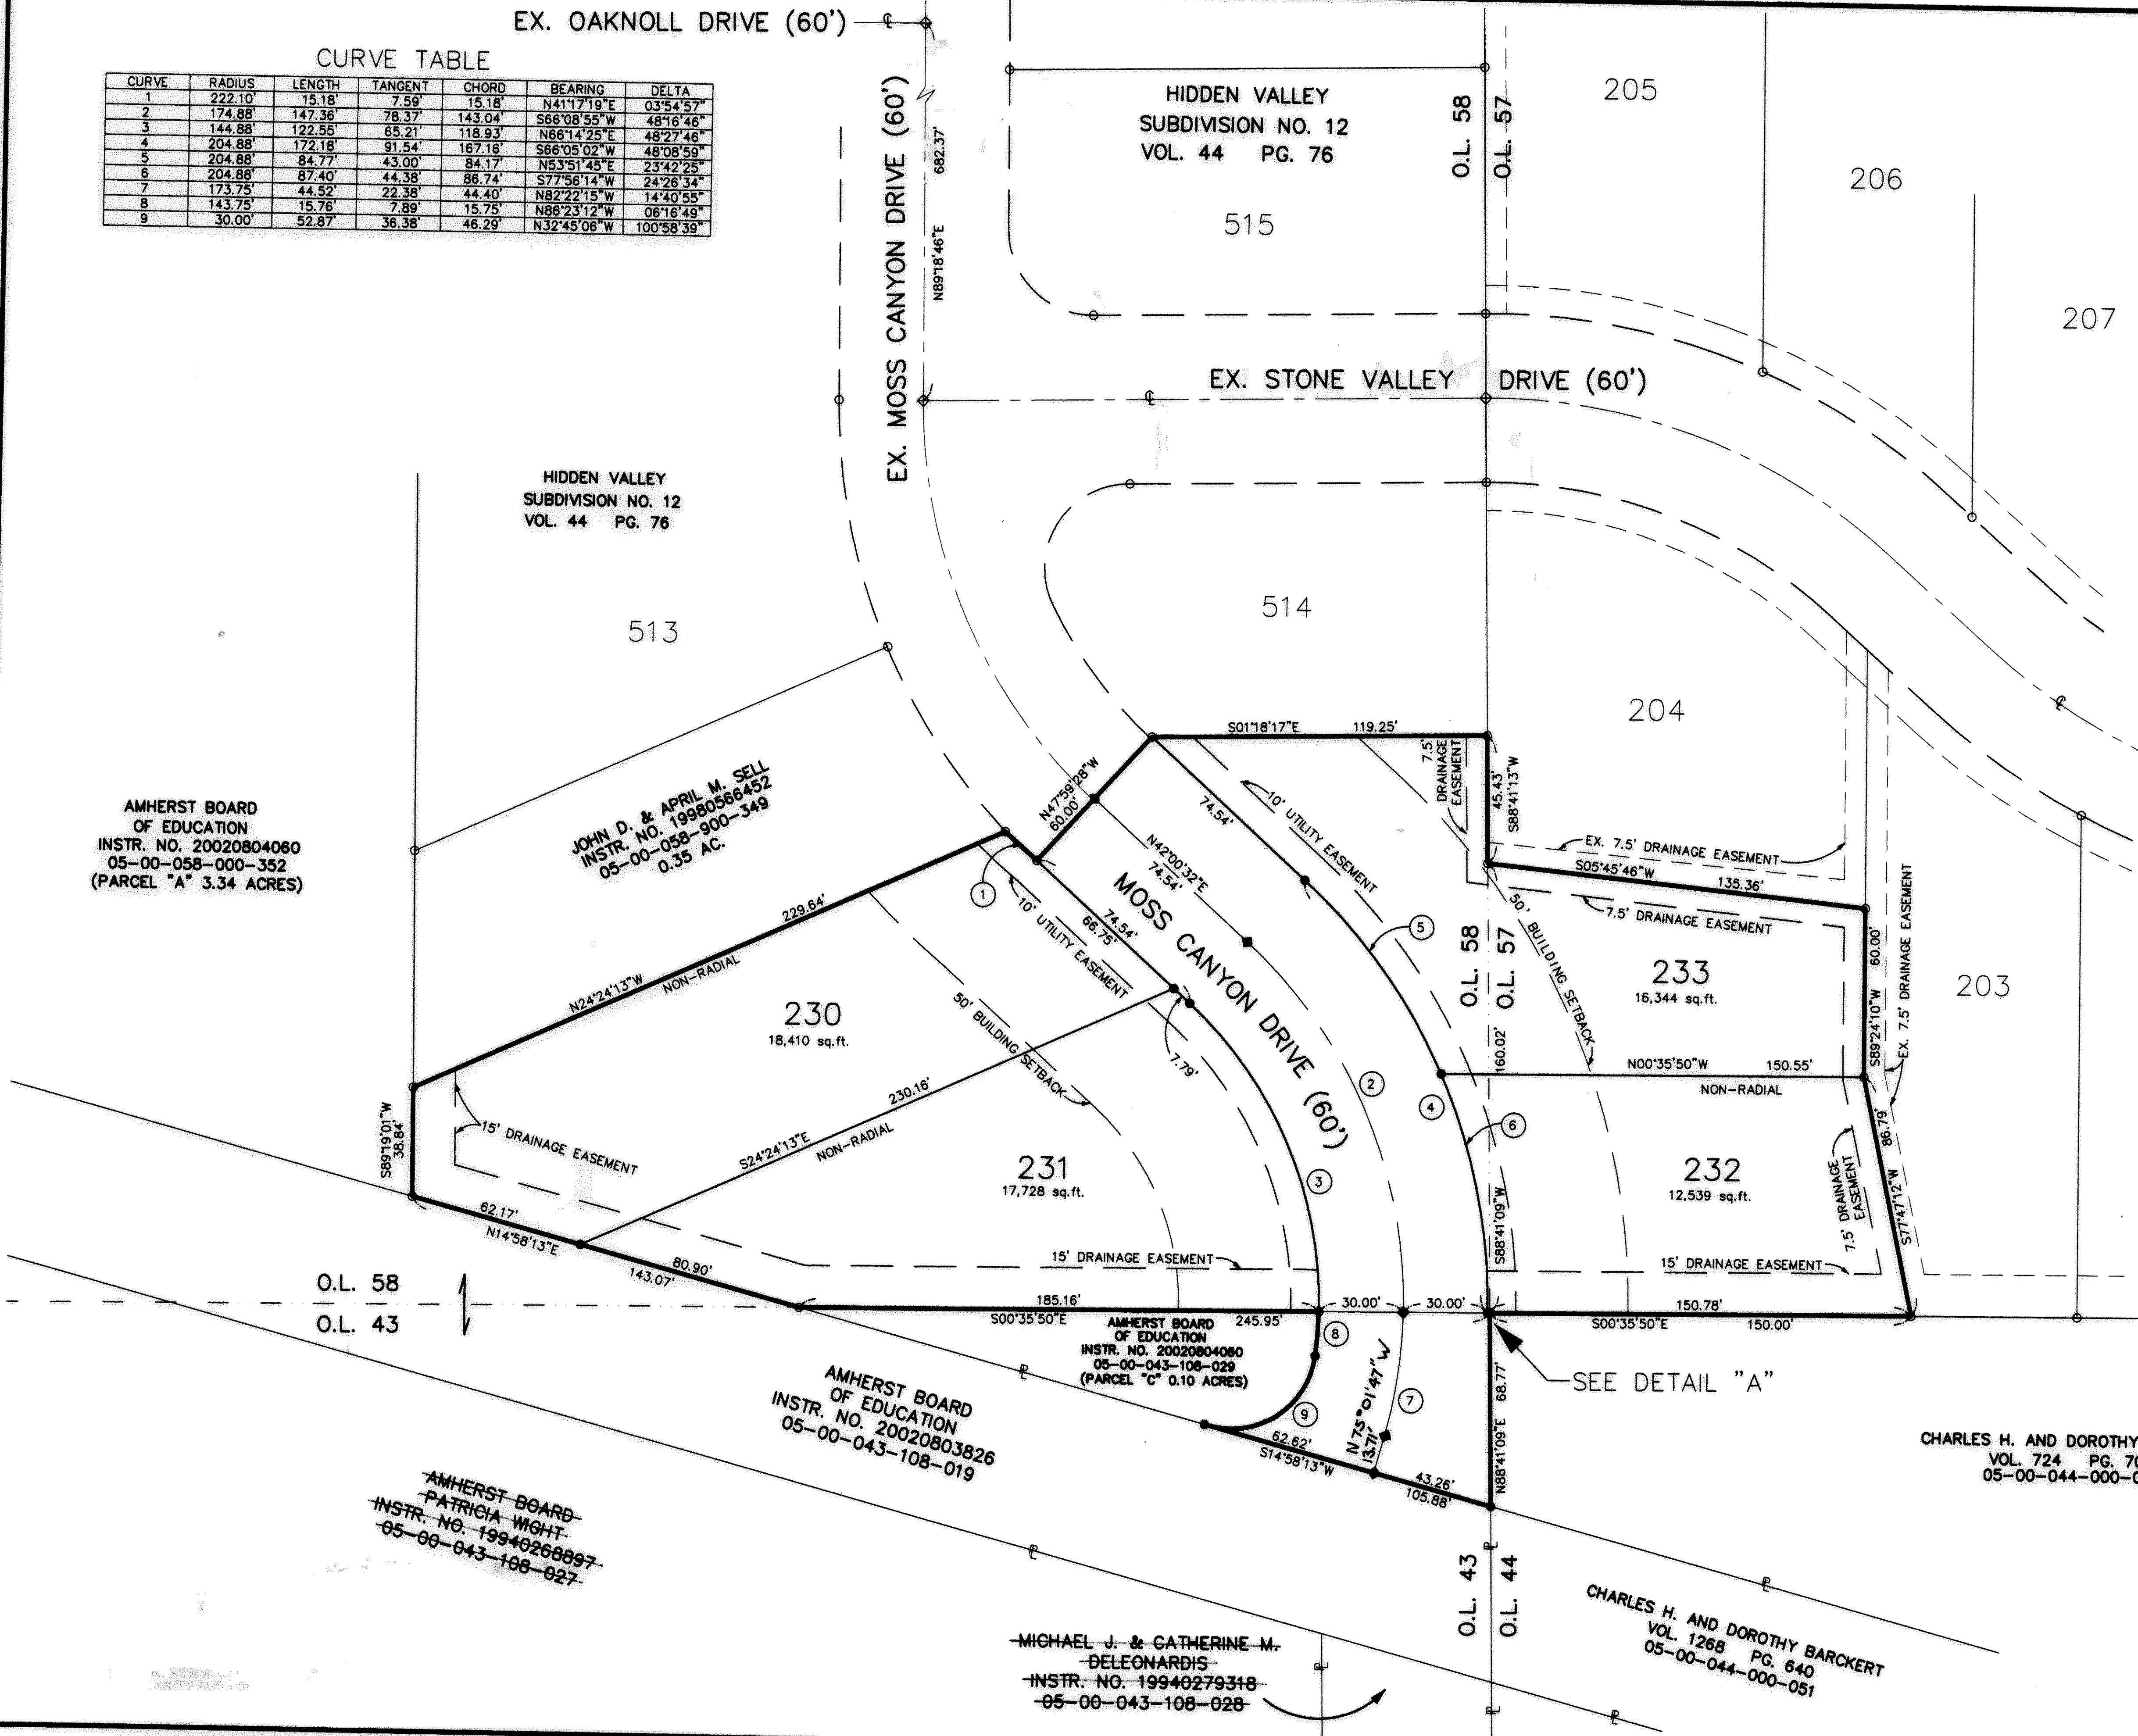 EX. OAKNOLL DRIVE (60')
CURVE TABLE
CURVE RADIUS LENGTH TANGENT CHORD BEARING DELTA
1 222.10' 15.18' 7.59' 15.18' N41°17'19"E 03°54'57"
2 174.88' 147.36' 78.37' 143.04' S66°08'55"W 48°16'46"
3 144.88' 122.55' 65.21' 118.93' N66°14'25"E 48°27'46"
4 204.88' 172.18' 91.54' 167.16' S66°05'02"W 48°08'59"
5 204.88' 84.77' 43.00' 84.17' N53°51'45"E 23°42'25"
6 204.88' 87.40' 44.38' 86.74' S77°56'14"W 24°26'34"
7 173.75' 44.52' 22.38' 44.40' N82°22'15"W 14°40'55"
8 143.75' 15.76' 7.89' 15.75' N86°23'12"W 06°16'49"
9 30.00' 52.87' 36.38' 46.29' N32°45'06"W 100°58'39"
EX. MOSS CANYON DRIVE (60')
682.37'
N89°18'46"E
HIDDEN VALLEY
SUBDIVISION NO. 12
VOL. 44 PG. 76
515
O.L. 58
O.L. 57
205
206
207
EX. STONE VALLEY DRIVE (60')
HIDDEN VALLEY
SUBDIVISION NO. 12
VOL. 44 PG. 76
513
514
204
203
AMHERST BOARD
OF EDUCATION
INSTR. NO. 20020804060
05-00-058-000-352
(PARCEL "A" 3.34 ACRES)
JOHN D. & APRIL M. SELL
INSTR. NO. 19980566452
05-00-058-900-349
0.35 AC.
S01°18'17"E 119.25'
7.5'
DRAINAGE
EASEMENT
45.43'
S88°41'13"W
N47°59'28"W
60.00'
74.54'
10' UTILITY EASEMENT
N42°00'32"E
74.54'
MOSS CANYON DRIVE (60')
EX. 7.5' DRAINAGE EASEMENT
S05°45'46"W 135.36'
7.5' DRAINAGE EASEMENT
EX. 7.5' DRAINAGE EASEMENT
60.00'
S89°24'10"W
50' BUILDING SETBACK
O.L. 58
O.L. 57
233
16,344 sq.ft.
160.02'
N00°35'50"W 150.55'
NON-RADIAL
1
229.64'
N24°24'13"W
NON-RADIAL
10' UTILITY EASEMENT
74.54'
66.75'
7.79'
230
18,410 sq.ft.
50' BUILDING SETBACK
230.16'
S24°24'13"E
NON-RADIAL
5
2
4
6
3
S89°19'01"W
38.84'
15' DRAINAGE EASEMENT
62.17'
N14°58'13"E
80.90'
143.07'
231
17,728 sq.ft.
15' DRAINAGE EASEMENT
232
12,539 sq.ft.
S88°41'09"W
86.79'
S77°47'12"W
7.5' DRAINAGE
EASEMENT
15' DRAINAGE EASEMENT
O.L. 58
O.L. 43
185.16'
S00°35'50"E 245.95'
30.00' 30.00'
150.78'
S00°35'50"E 150.00'
AMHERST BOARD
OF EDUCATION
INSTR. NO. 20020804060
05-00-043-108-029
(PARCEL "C" 0.10 ACRES)
8
9
7
N75°01'47"W
13.71'
62.62'
S14°58'13"W
43.26'
105.88'
N88°41'09"E 68.77'
SEE DETAIL "A"
AMHERST BOARD
OF EDUCATION
INSTR. NO. 20020803826
05-00-043-108-019
CHARLES H. AND DOROTHY
VOL. 724 PG. 70
05-00-044-000-0
AMHERST BOARD
PATRICIA WIGHT
INSTR. NO. 19940268897
05-00-043-108-027
O.L. 43
O.L. 44
CHARLES H. AND DOROTHY BARCKERT
VOL. 1268 PG. 640
05-00-044-000-051
MICHAEL J. & CATHERINE M.
DELEONARDIS
INSTR. NO. 19940279318
05-00-043-108-028